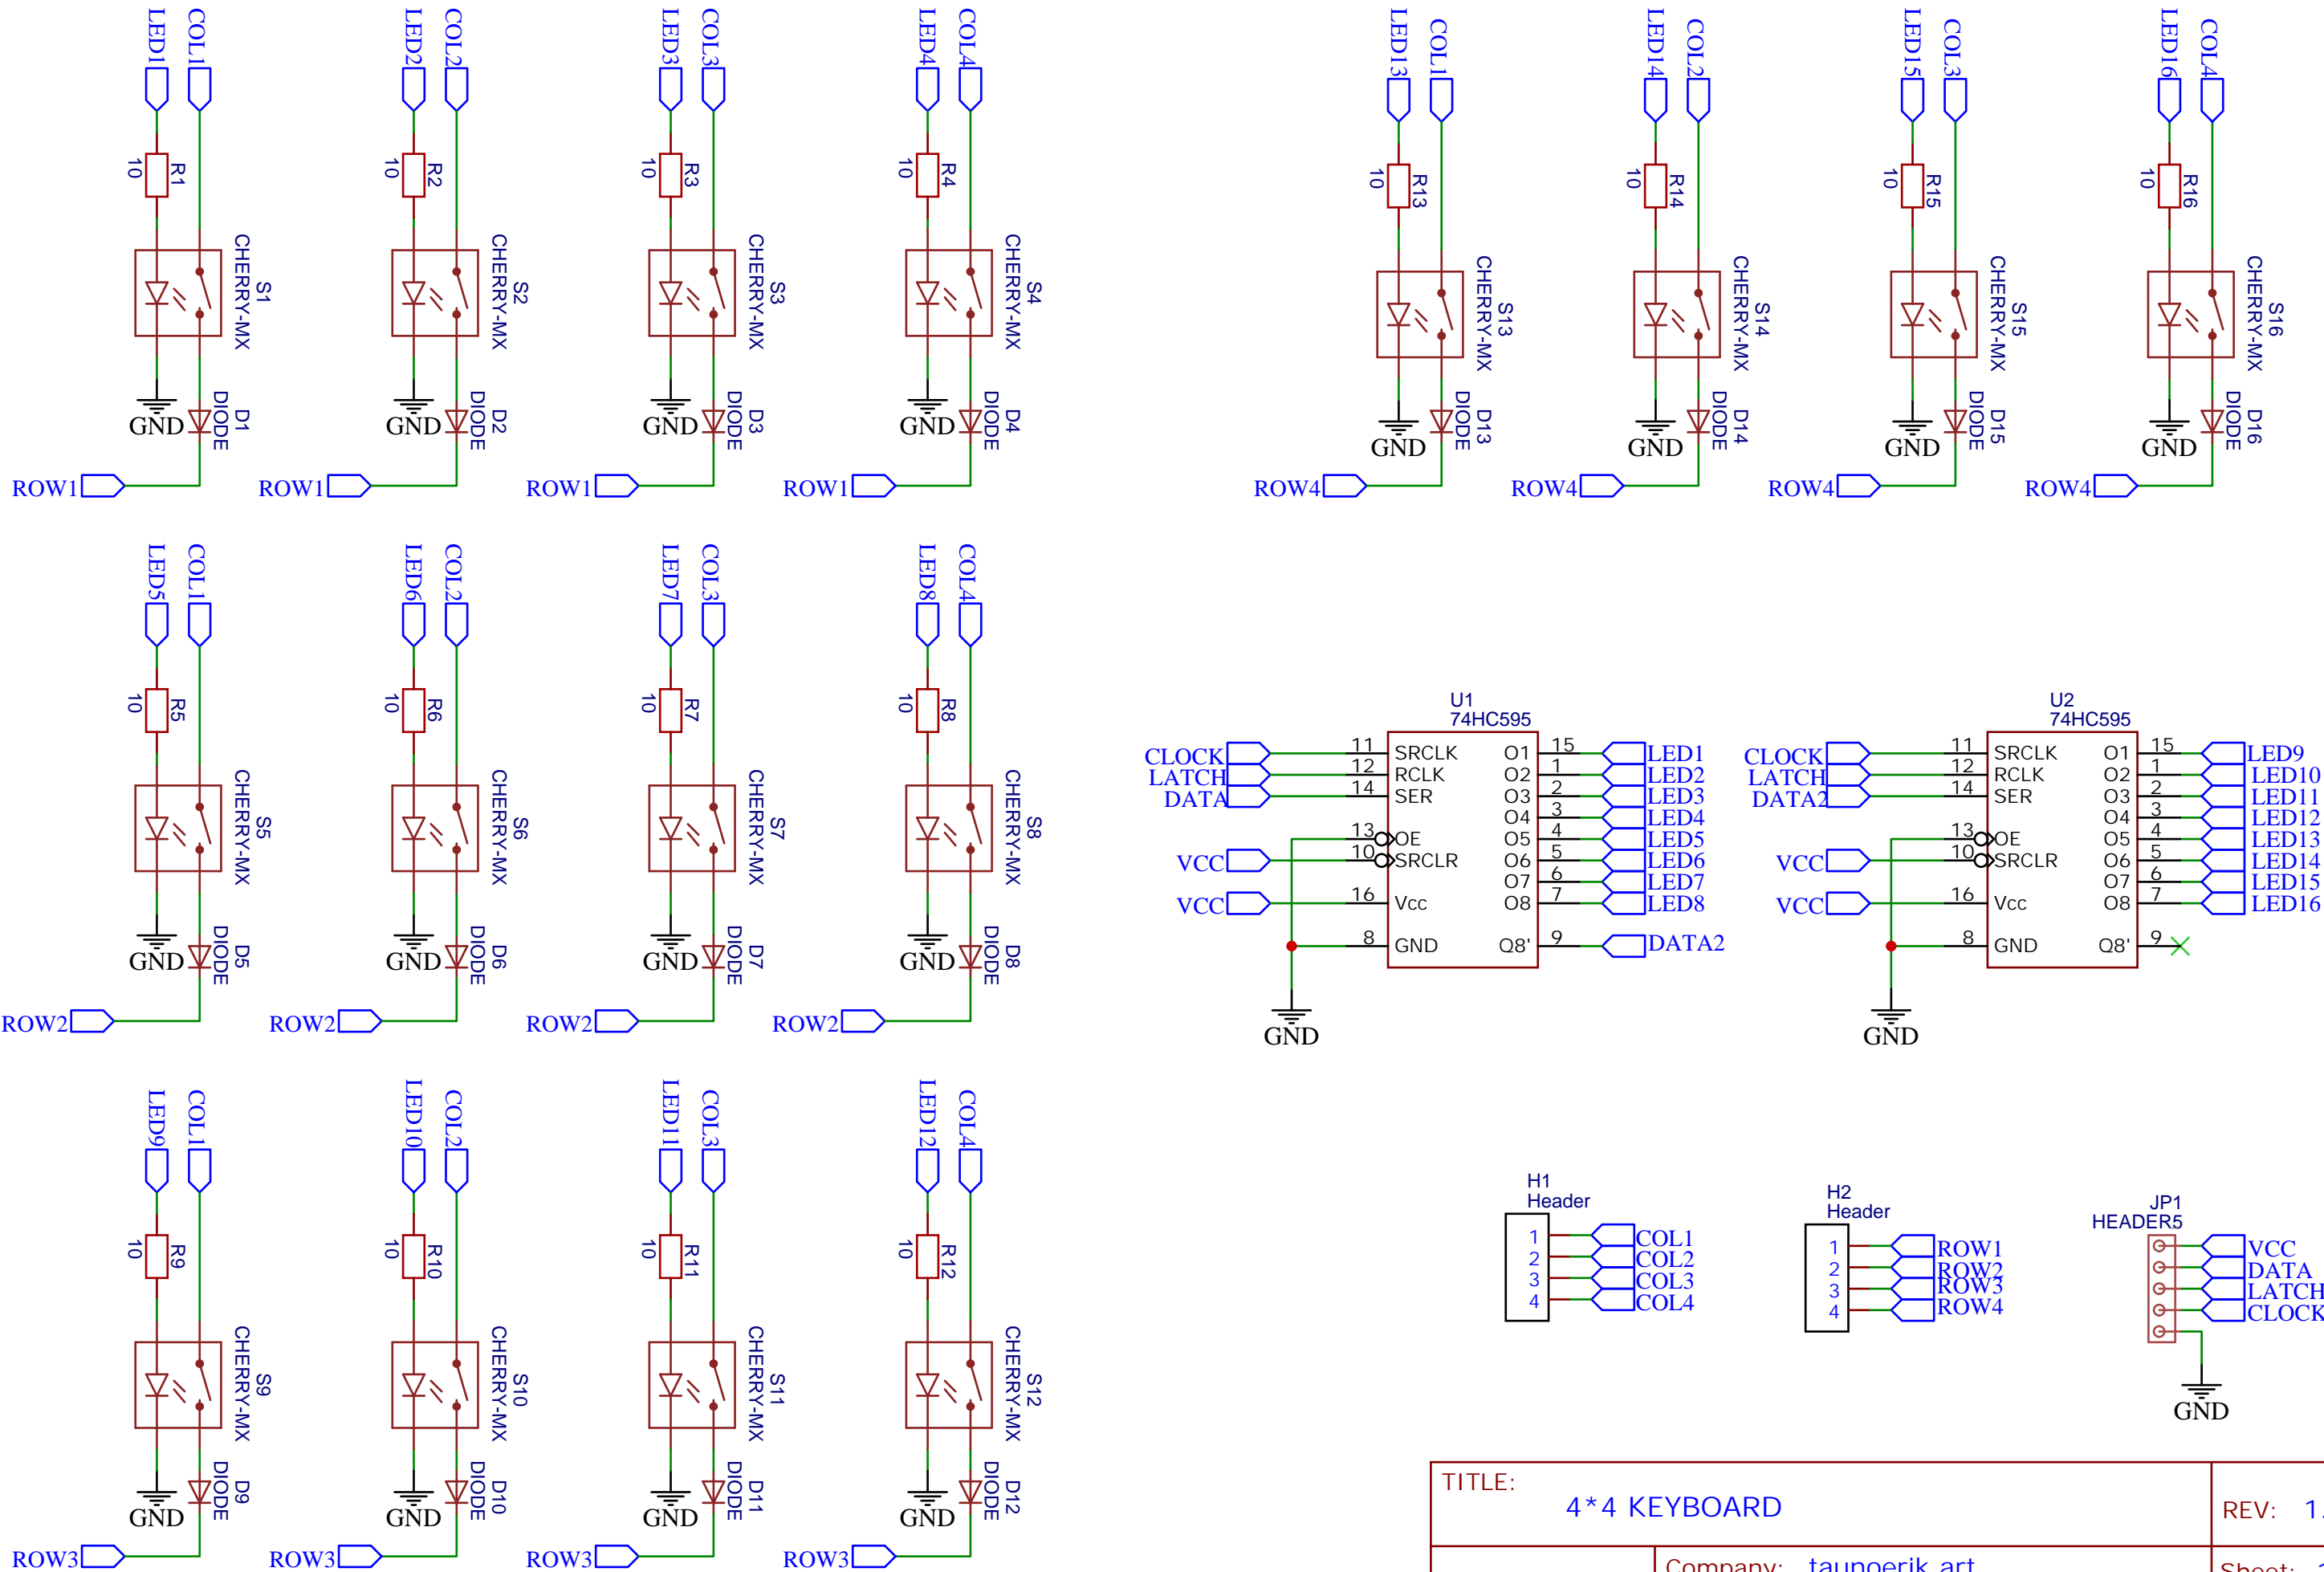 LED1 COL1 LED2 COL2 LED3 COL3 LED4 COL4
R1 10 R2 10 R3 10 R4 10
S1 CHERRY-MX S2 CHERRY-MX S3 CHERRY-MX S4 CHERRY-MX
GND D1 DIODE GND D2 DIODE GND D3 DIODE GND D4 DIODE
ROW1 ROW1 ROW1 ROW1
LED13 COL1 LED14 COL2 LED15 COL3 LED16 COL4
R13 10 R14 10 R15 10 R16 10
S13 CHERRY-MX S14 CHERRY-MX S15 CHERRY-MX S16 CHERRY-MX
GND D13 DIODE GND D14 DIODE GND D15 DIODE GND D16 DIODE
ROW4 ROW4 ROW4 ROW4
LED5 COL1 LED6 COL2 LED7 COL3 LED8 COL4
R5 10 R6 10 R7 10 R8 10
S5 CHERRY-MX S6 CHERRY-MX S7 CHERRY-MX S8 CHERRY-MX
GND D5 DIODE GND D6 DIODE GND D7 DIODE GND D8 DIODE
ROW2 ROW2 ROW2 ROW2
U1
74HC595
CLOCK 11 SRCLK O1 15 LED1
LATCH 12 RCLK O2 1 LED2
DATA 14 SER O3 2 LED3
O4 3 LED4
13 OE O5 4 LED5
VCC 10 SRCLR O6 5 LED6
O7 6 LED7
VCC 16 Vcc O8 7 LED8
8 GND Q8' 9 DATA2
GND
U2
74HC595
CLOCK 11 SRCLK O1 15 LED9
LATCH 12 RCLK O2 1 LED10
DATA2 14 SER O3 2 LED11
O4 3 LED12
13 OE O5 4 LED13
VCC 10 SRCLR O6 5 LED14
O7 6 LED15
VCC 16 Vcc O8 7 LED16
8 GND Q8' 9
GND
LED9 COL1 LED10 COL2 LED11 COL3 LED12 COL4
R9 10 R10 10 R11 10 R12 10
S9 CHERRY-MX S10 CHERRY-MX S11 CHERRY-MX S12 CHERRY-MX
GND D9 DIODE GND D10 DIODE GND D11 DIODE GND D12 DIODE
ROW3 ROW3 ROW3 ROW3
H1
Header
1 COL1
2 COL2
3 COL3
4 COL4
H2
Header
1 ROW1
2 ROW2
3 ROW3
4 ROW4
JP1
HEADER5
VCC
DATA
LATCH
CLOCK
GND
TITLE:
4*4 KEYBOARD
REV: 1.
Company: taunoerik.art
Sheet: